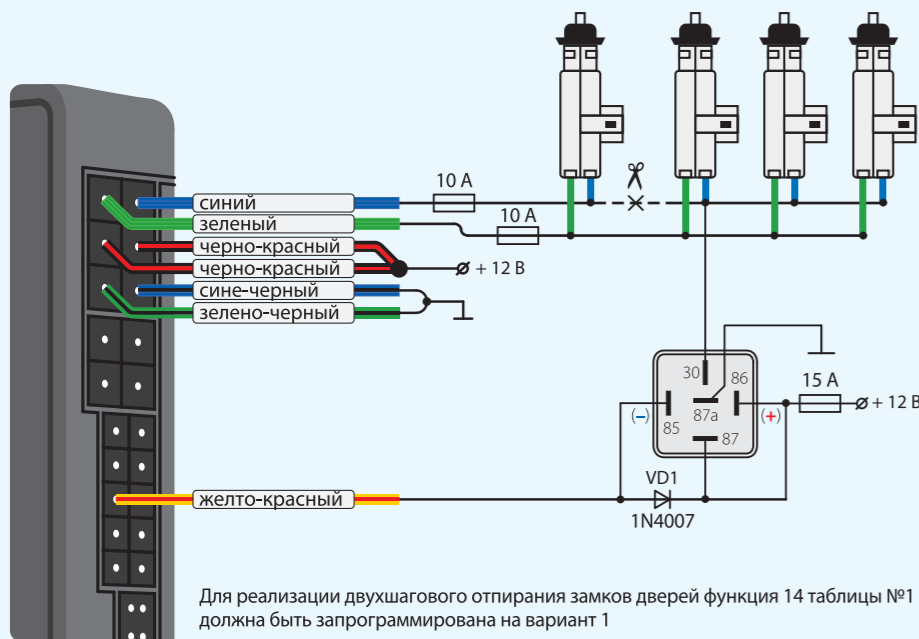 10 А
10 А
синий
зеленый
черно-красный
черно-красный
+ 12 В
сине-черный
зелено-черный
30
86
15 А
+ 12 В
(–)
87а
(+)
85
87
VD1
желто-красный
1N4007
Для реализации двухшагового отпирания замков дверей функция 14 таблицы №1
должна быть запрограммирована на вариант 1